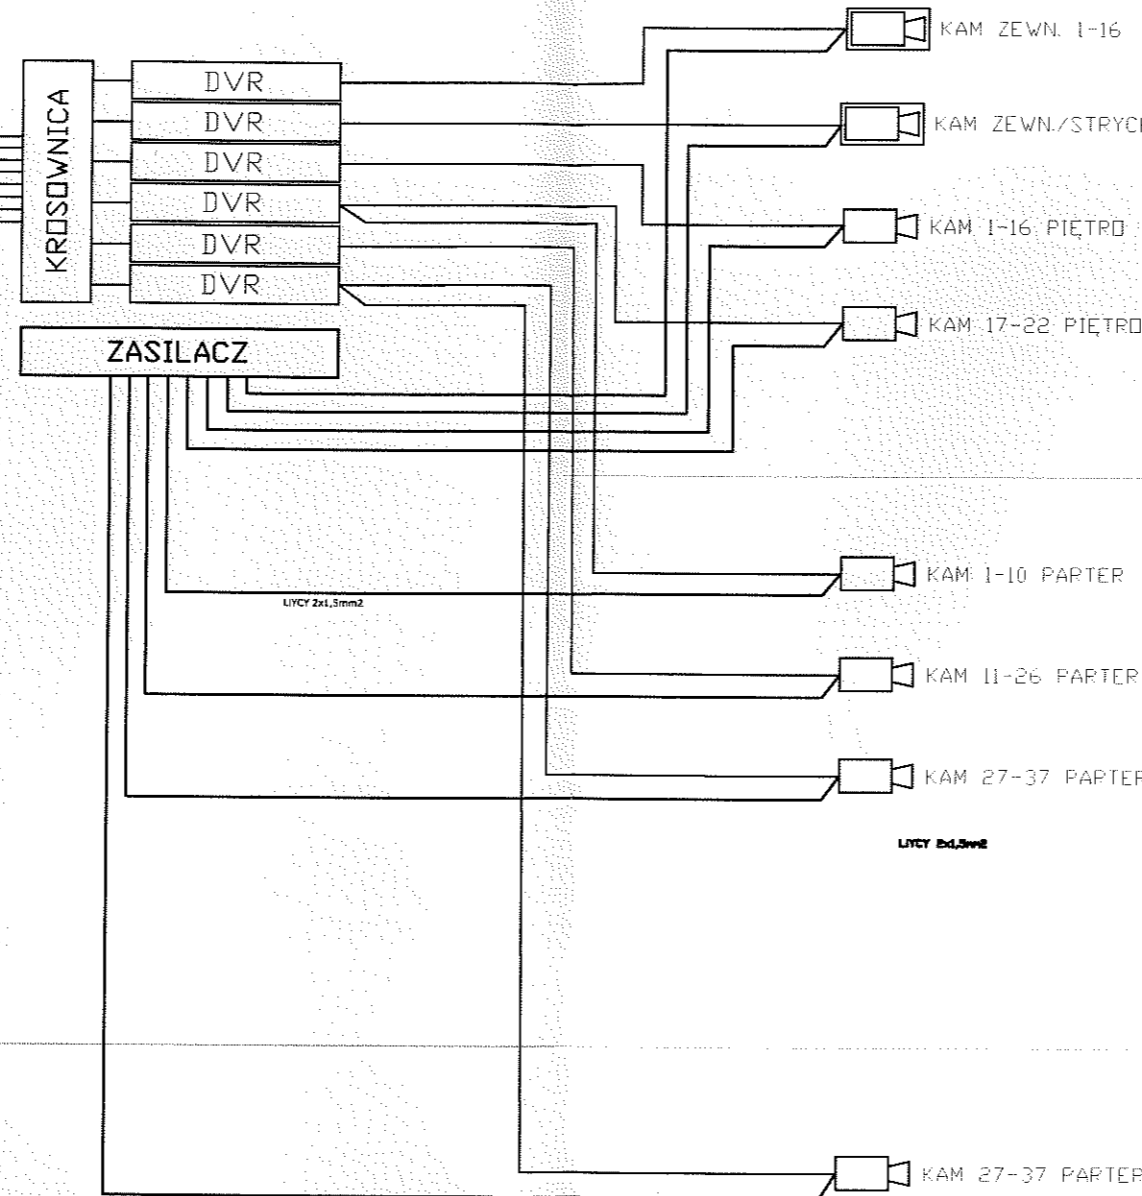 KAM ZEWN. 1-16
DVR
KROSOWNICA
DVR
KAM ZEWN./STRYCH
DVR
DVR
KAM 1-16 PIĘTRO
DVR
DVR
KAM 17-22 PIĘTRO
ZASILACZ
KAM 1-10 PARTER
LIYCY 2x1,5mm2
KAM 11-26 PARTER
KAM 27-37 PARTER
LIYCY 2x1,5mm2
KAM 27-37 PARTER